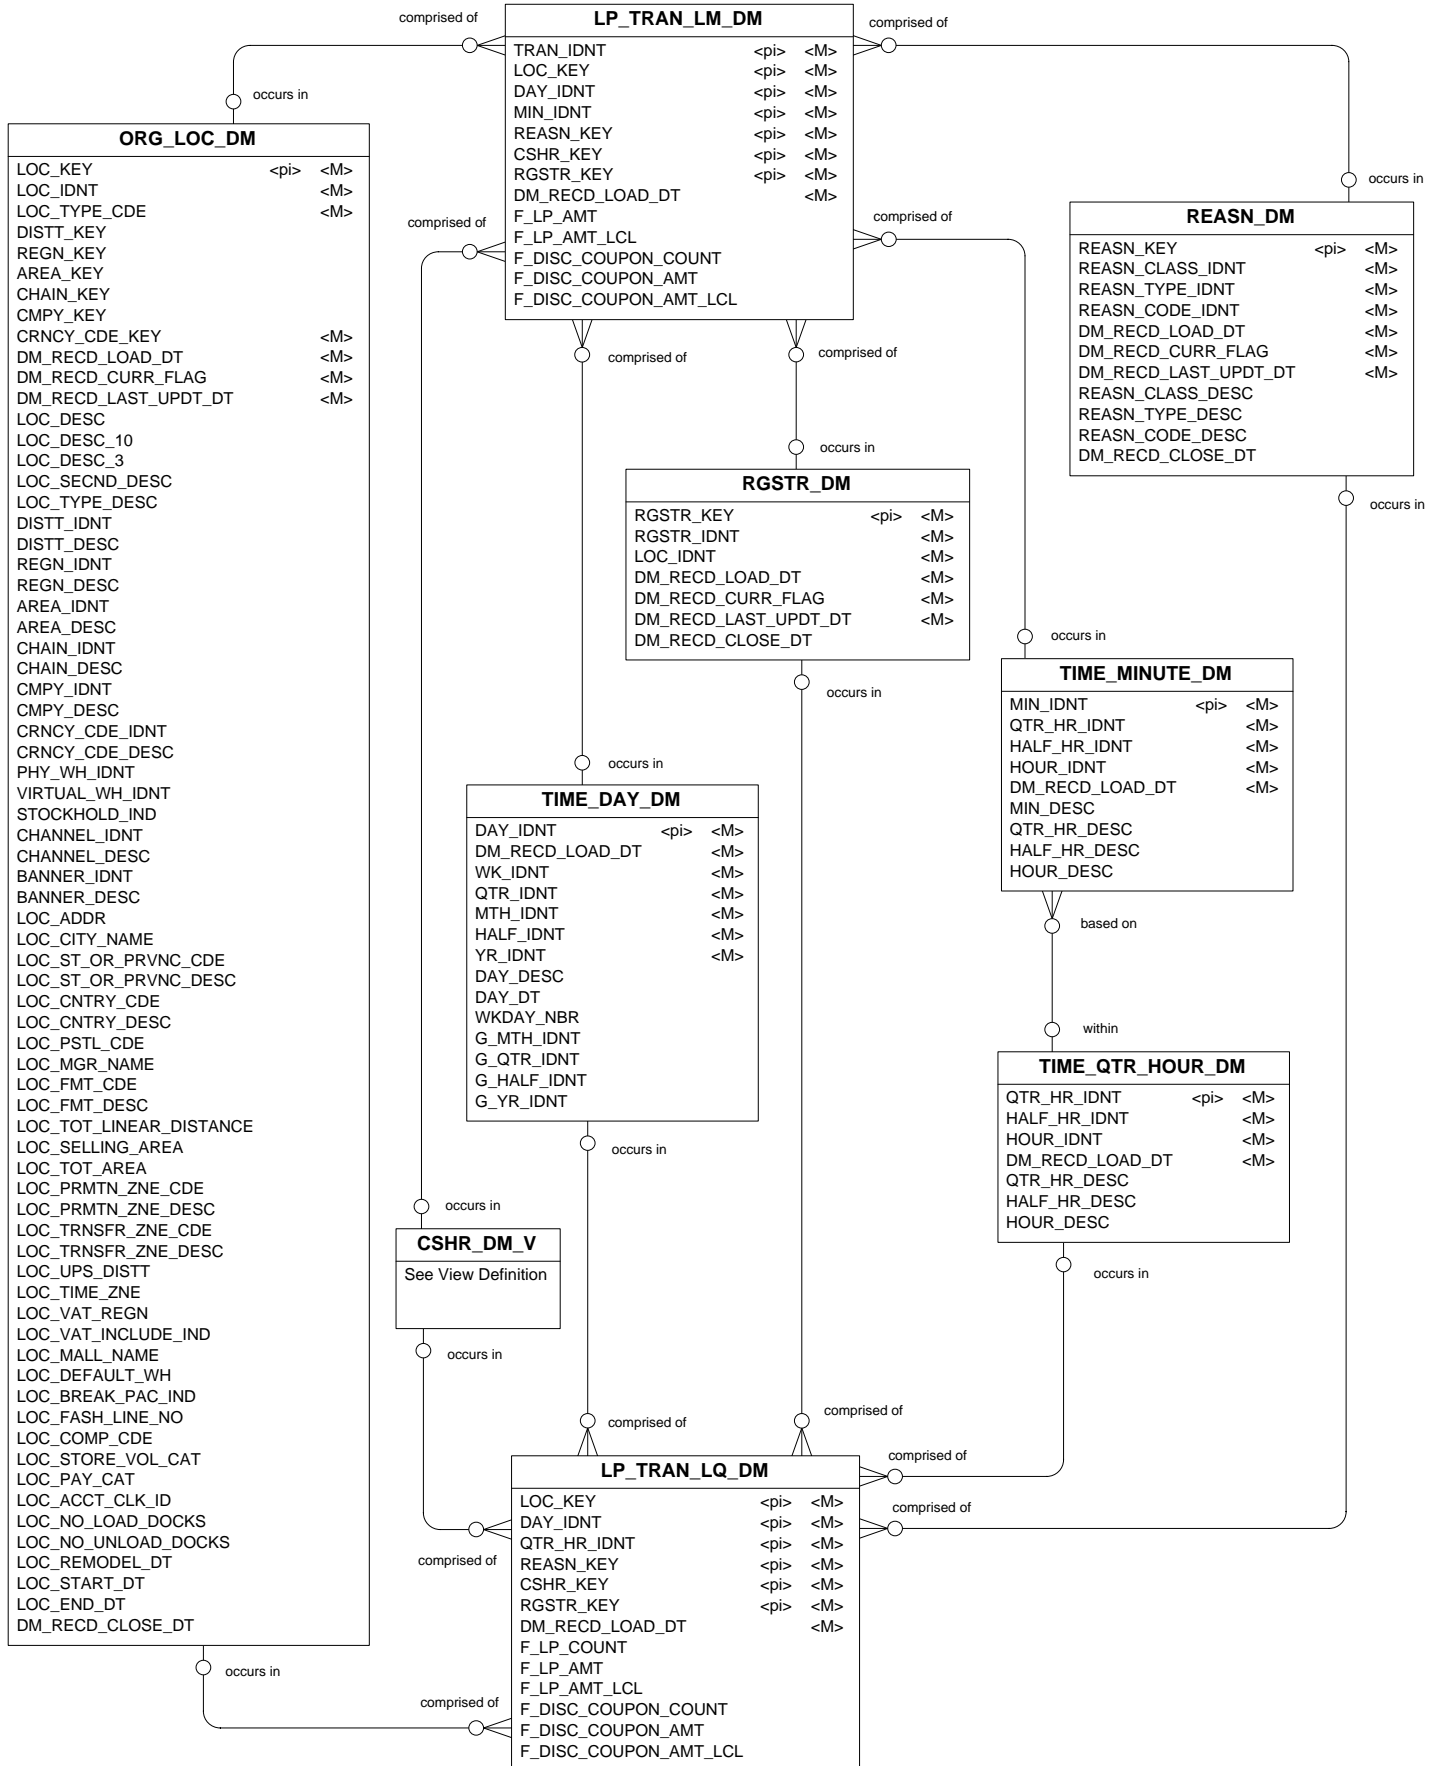 LP_TRAN_LM_DM
TRAN_IDNT <pi> <M>
LOC_KEY <pi> <M>
DAY_IDNT <pi> <M>
MIN_IDNT <pi> <M>
REASN_KEY <pi> <M>
CSHR_KEY <pi> <M>
RGSTR_KEY <pi> <M>
DM_RECD_LOAD_DT <M>
F_LP_AMT
F_LP_AMT_LCL
F_DISC_COUPON_COUNT
F_DISC_COUPON_AMT
F_DISC_COUPON_AMT_LCL
comprised of
comprised of
occurs in
occurs in
comprised of
comprised of
comprised of
comprised of
ORG_LOC_DM
LOC_KEY <pi> <M>
LOC_IDNT <M>
LOC_TYPE_CDE <M>
DISTT_KEY
REGN_KEY
AREA_KEY
CHAIN_KEY
CMPY_KEY
CRNCY_CDE_KEY <M>
DM_RECD_LOAD_DT <M>
DM_RECD_CURR_FLAG <M>
DM_RECD_LAST_UPDT_DT <M>
LOC_DESC
LOC_DESC_10
LOC_DESC_3
LOC_SECND_DESC
LOC_TYPE_DESC
DISTT_IDNT
DISTT_DESC
REGN_IDNT
REGN_DESC
AREA_IDNT
AREA_DESC
CHAIN_IDNT
CHAIN_DESC
CMPY_IDNT
CMPY_DESC
CRNCY_CDE_IDNT
CRNCY_CDE_DESC
PHY_WH_IDNT
VIRTUAL_WH_IDNT
STOCKHOLD_IND
CHANNEL_IDNT
CHANNEL_DESC
BANNER_IDNT
BANNER_DESC
LOC_ADDR
LOC_CITY_NAME
LOC_ST_OR_PRVNC_CDE
LOC_ST_OR_PRVNC_DESC
LOC_CNTRY_CDE
LOC_CNTRY_DESC
LOC_PSTL_CDE
LOC_MGR_NAME
LOC_FMT_CDE
LOC_FMT_DESC
LOC_TOT_LINEAR_DISTANCE
LOC_SELLING_AREA
LOC_TOT_AREA
LOC_PRMTN_ZNE_CDE
LOC_PRMTN_ZNE_DESC
LOC_TRNSFR_ZNE_CDE
LOC_TRNSFR_ZNE_DESC
LOC_UPS_DISTT
LOC_TIME_ZNE
LOC_VAT_REGN
LOC_VAT_INCLUDE_IND
LOC_MALL_NAME
LOC_DEFAULT_WH
LOC_BREAK_PAC_IND
LOC_FASH_LINE_NO
LOC_COMP_CDE
LOC_STORE_VOL_CAT
LOC_PAY_CAT
LOC_ACCT_CLK_ID
LOC_NO_LOAD_DOCKS
LOC_NO_UNLOAD_DOCKS
LOC_REMODEL_DT
LOC_START_DT
LOC_END_DT
DM_RECD_CLOSE_DT
REASN_DM
REASN_KEY <pi> <M>
REASN_CLASS_IDNT <M>
REASN_TYPE_IDNT <M>
REASN_CODE_IDNT <M>
DM_RECD_LOAD_DT <M>
DM_RECD_CURR_FLAG <M>
DM_RECD_LAST_UPDT_DT <M>
REASN_CLASS_DESC
REASN_TYPE_DESC
REASN_CODE_DESC
DM_RECD_CLOSE_DT
occurs in
occurs in
RGSTR_DM
RGSTR_KEY <pi> <M>
RGSTR_IDNT <M>
LOC_IDNT <M>
DM_RECD_LOAD_DT <M>
DM_RECD_CURR_FLAG <M>
DM_RECD_LAST_UPDT_DT <M>
DM_RECD_CLOSE_DT
occurs in
occurs in
TIME_MINUTE_DM
MIN_IDNT <pi> <M>
QTR_HR_IDNT <M>
HALF_HR_IDNT <M>
HOUR_IDNT <M>
DM_RECD_LOAD_DT <M>
MIN_DESC
QTR_HR_DESC
HALF_HR_DESC
HOUR_DESC
occurs in
TIME_DAY_DM
DAY_IDNT <pi> <M>
DM_RECD_LOAD_DT <M>
WK_IDNT <M>
QTR_IDNT <M>
MTH_IDNT <M>
HALF_IDNT <M>
YR_IDNT <M>
DAY_DESC
DAY_DT
WKDAY_NBR
G_MTH_IDNT
G_QTR_IDNT
G_HALF_IDNT
G_YR_IDNT
based on
within
TIME_QTR_HOUR_DM
QTR_HR_IDNT <pi> <M>
HALF_HR_IDNT <M>
HOUR_IDNT <M>
DM_RECD_LOAD_DT <M>
QTR_HR_DESC
HALF_HR_DESC
HOUR_DESC
occurs in
occurs in
CSHR_DM_V
See View Definition
occurs in
occurs in
comprised of
comprised of
comprised of
comprised of
comprised of
LP_TRAN_LQ_DM
LOC_KEY <pi> <M>
DAY_IDNT <pi> <M>
QTR_HR_IDNT <pi> <M>
REASN_KEY <pi> <M>
CSHR_KEY <pi> <M>
RGSTR_KEY <pi> <M>
DM_RECD_LOAD_DT <M>
F_LP_COUNT
F_LP_AMT
F_LP_AMT_LCL
F_DISC_COUPON_COUNT
F_DISC_COUPON_AMT
F_DISC_COUPON_AMT_LCL
occurs in
comprised of